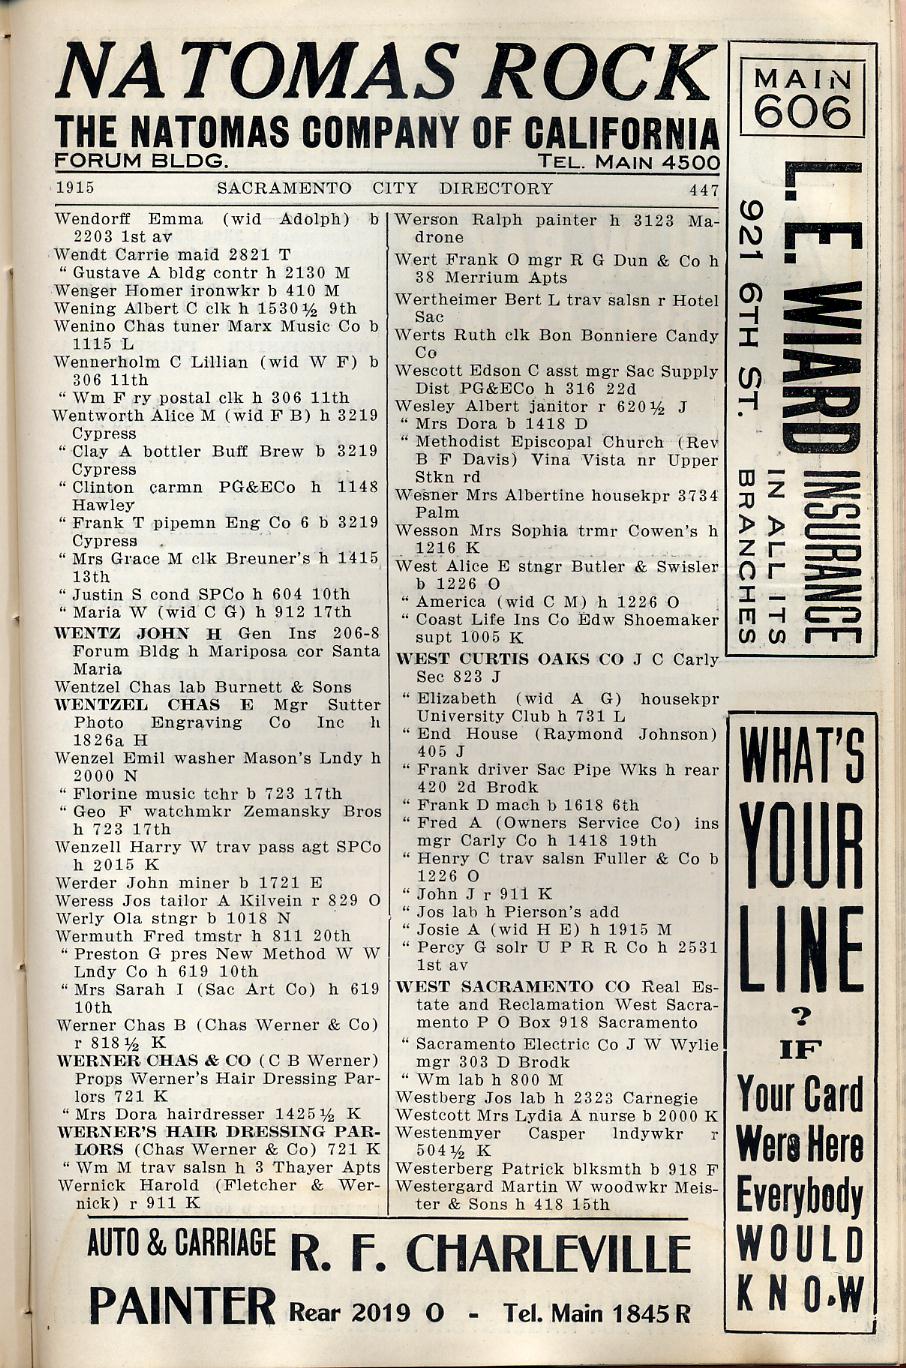 NATOMAS ROCK
THE NATOMAS COMPANY OF CALIFORNIA
FORUM BLDG. TEL. MAIN 4500
1915 SACRAMENTO CITY DIRECTORY 447
Wendorff Emma (wid Adolph) b
2203 1st av
Wendt Carrie maid 2821 T
“ Gustave A bldg contr h 2130 M
Wenger Homer ironwkr b 410 M
Wening Albert C clk h 1530½ 9th
Wenino Chas tuner Marx Music Co b
1115 L
Wennerholm C Lillian (wid W F) b
306 11th
“ Wm F ry postal clk h 306 11th
Wentworth Alice M (wid F B) h 3219
Cypress
“ Clay A bottler Buff Brew b 3219
Cypress
“ Clinton carmn PG&ECo h 1148
Hawley
“ Frank T pipemn Eng Co 6 b 3219
Cypress
“ Mrs Grace M clk Breuner's h 1415
13th
“ Justin S cond SPCo h 604 10th
“ Maria W (wid C G) h 912 17th
WENTZ JOHN H Gen Ins 206-8
Forum Bldg h Mariposa cor Santa
Maria
Wentzel Chas lab Burnett & Sons
WENTZEL CHAS E Mgr Sutter
Photo Engraving Co Inc h
1826a H
Wenzel Emil washer Mason's Lndy h
2000 N
“ Florine music tchr b 723 17th
“ Geo F watchmkr Zemansky Bros
h 723 17th
Wenzell Harry W trav pass agt SPCo
h 2015 K
Werder John miner b 1721 E
Weress Jos tailor A Kilvein r 829 O
Werly Ola stngr b 1018 N
Wermuth Fred tmstr h 811 20th
“ Preston G pres New Method W W
Lndy Co h 619 10th
“ Mrs Sarah I (Sac Art Co) h 619
10th
Werner Chas B (Chas Werner & Co)
r 818½ K
WERNER CHAS & CO (C B Werner)
Props Werner's Hair Dressing Par-
lors 721 K
“ Mrs Dora hairdresser 1425½ K
WERNER'S HAIR DRESSING PAR-
LORS (Chas Werner & Co) 721 K
“ Wm M trav salsn h 3 Thayer Apts
Wernick Harold (Fletcher & Wer-
nick) r 911 K
Werson Ralph painter h 3123 Ma-
drone
Wert Frank O mgr R G Dun & Co h
38 Merrium Apts
Wertheimer Bert L trav salsn r Hotel
Sac
Werts Ruth clk Bon Bonniere Candy
Co
Wescott Edson C asst mgr Sac Supply
Dist PG&ECo h 316 22d
Wesley Albert janitor r 620½ J
“ Mrs Dora b 1418 D
“ Methodist Episcopal Church (Rev
B F Davis) Vina Vista nr Upper
Stkn rd
Wesner Mrs Albertine housekpr 3734
Palm
Wesson Mrs Sophia trmr Cowen's h
1216 K
West Alice E stngr Butler & Swisler
b 1226 O
“ America (wid C M) h 1226 O
“ Coast Life Ins Co Edw Shoemaker
supt 1005 K
WEST CURTIS OAKS CO J C Carly
Sec 823 J
“ Elizabeth (wid A G) housekpr
University Club h 731 L
“ End House (Raymond Johnson)
405 J
“ Frank driver Sac Pipe Wks h rear
420 2d Brodk
“ Frank D mach b 1618 6th
“ Fred A (Owners Service Co) ins
mgr Carly Co h 1418 19th
“ Henry C trav salsn Fuller & Co b
1226 O
“ John J r 911 K
“ Jos lab h Pierson's add
“ Josie A (wid H E) h 1915 M
“ Percy G solr U P R R Co h 2531
1st av
WEST SACRAMENTO CO Real Es-
tate and Reclamation West Sacra-
mento P O Box 918 Sacramento
“ Sacramento Electric Co J W Wylie
mgr 303 D Brodk
“ Wm lab h 800 M
Westberg Jos lab h 2323 Carnegie
Westcott Mrs Lydia A nurse b 2000 K
Westenmyer Casper lndywkr r
504½ K
Westerberg Patrick blksmth b 918 F
Westergard Martin W woodwkr Meis-
ter & Sons h 418 15th
MAIN
606
L. E. WIARD INSURANCE
921 6TH ST. IN ALL ITS
BRANCHES
WHAT'S
YOUR
LINE
?
IF
Your Card
Were Here
Everybody
WOULD
KNOW
AUTO & CARRIAGE R. F. CHARLEVILLE
PAINTER Rear 2019 O - Tel. Main 1845 R